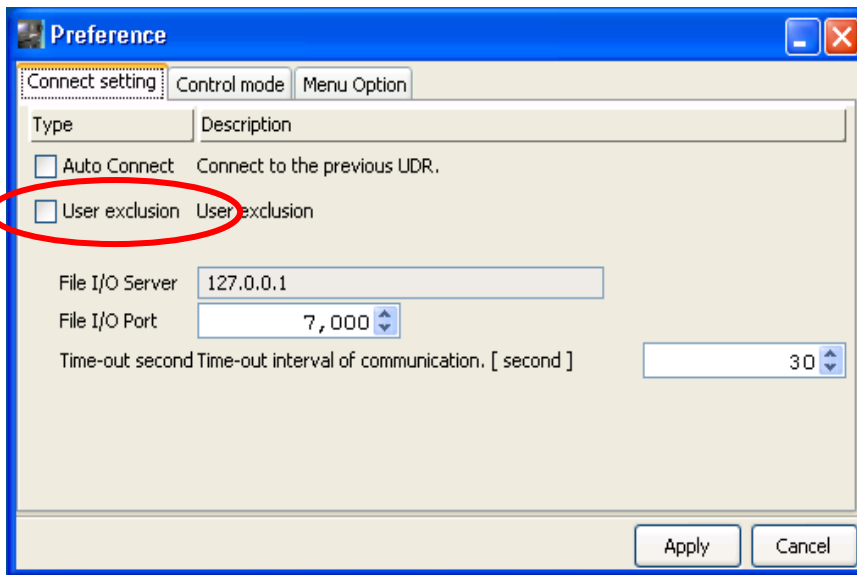 Preference
Connect setting Control mode Menu Option
Type Description
Auto Connect Connect to the previous UDR.
User exclusion User exclusion
File I/O Server 127.0.0.1
File I/O Port 7,000
Time-out second Time-out interval of communication. [ second ] 30
Apply Cancel